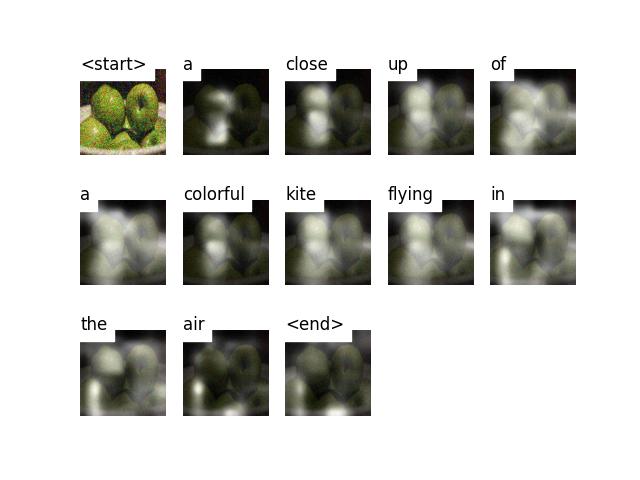 <start> a close up of
a colorful kite flying in
the air <end>